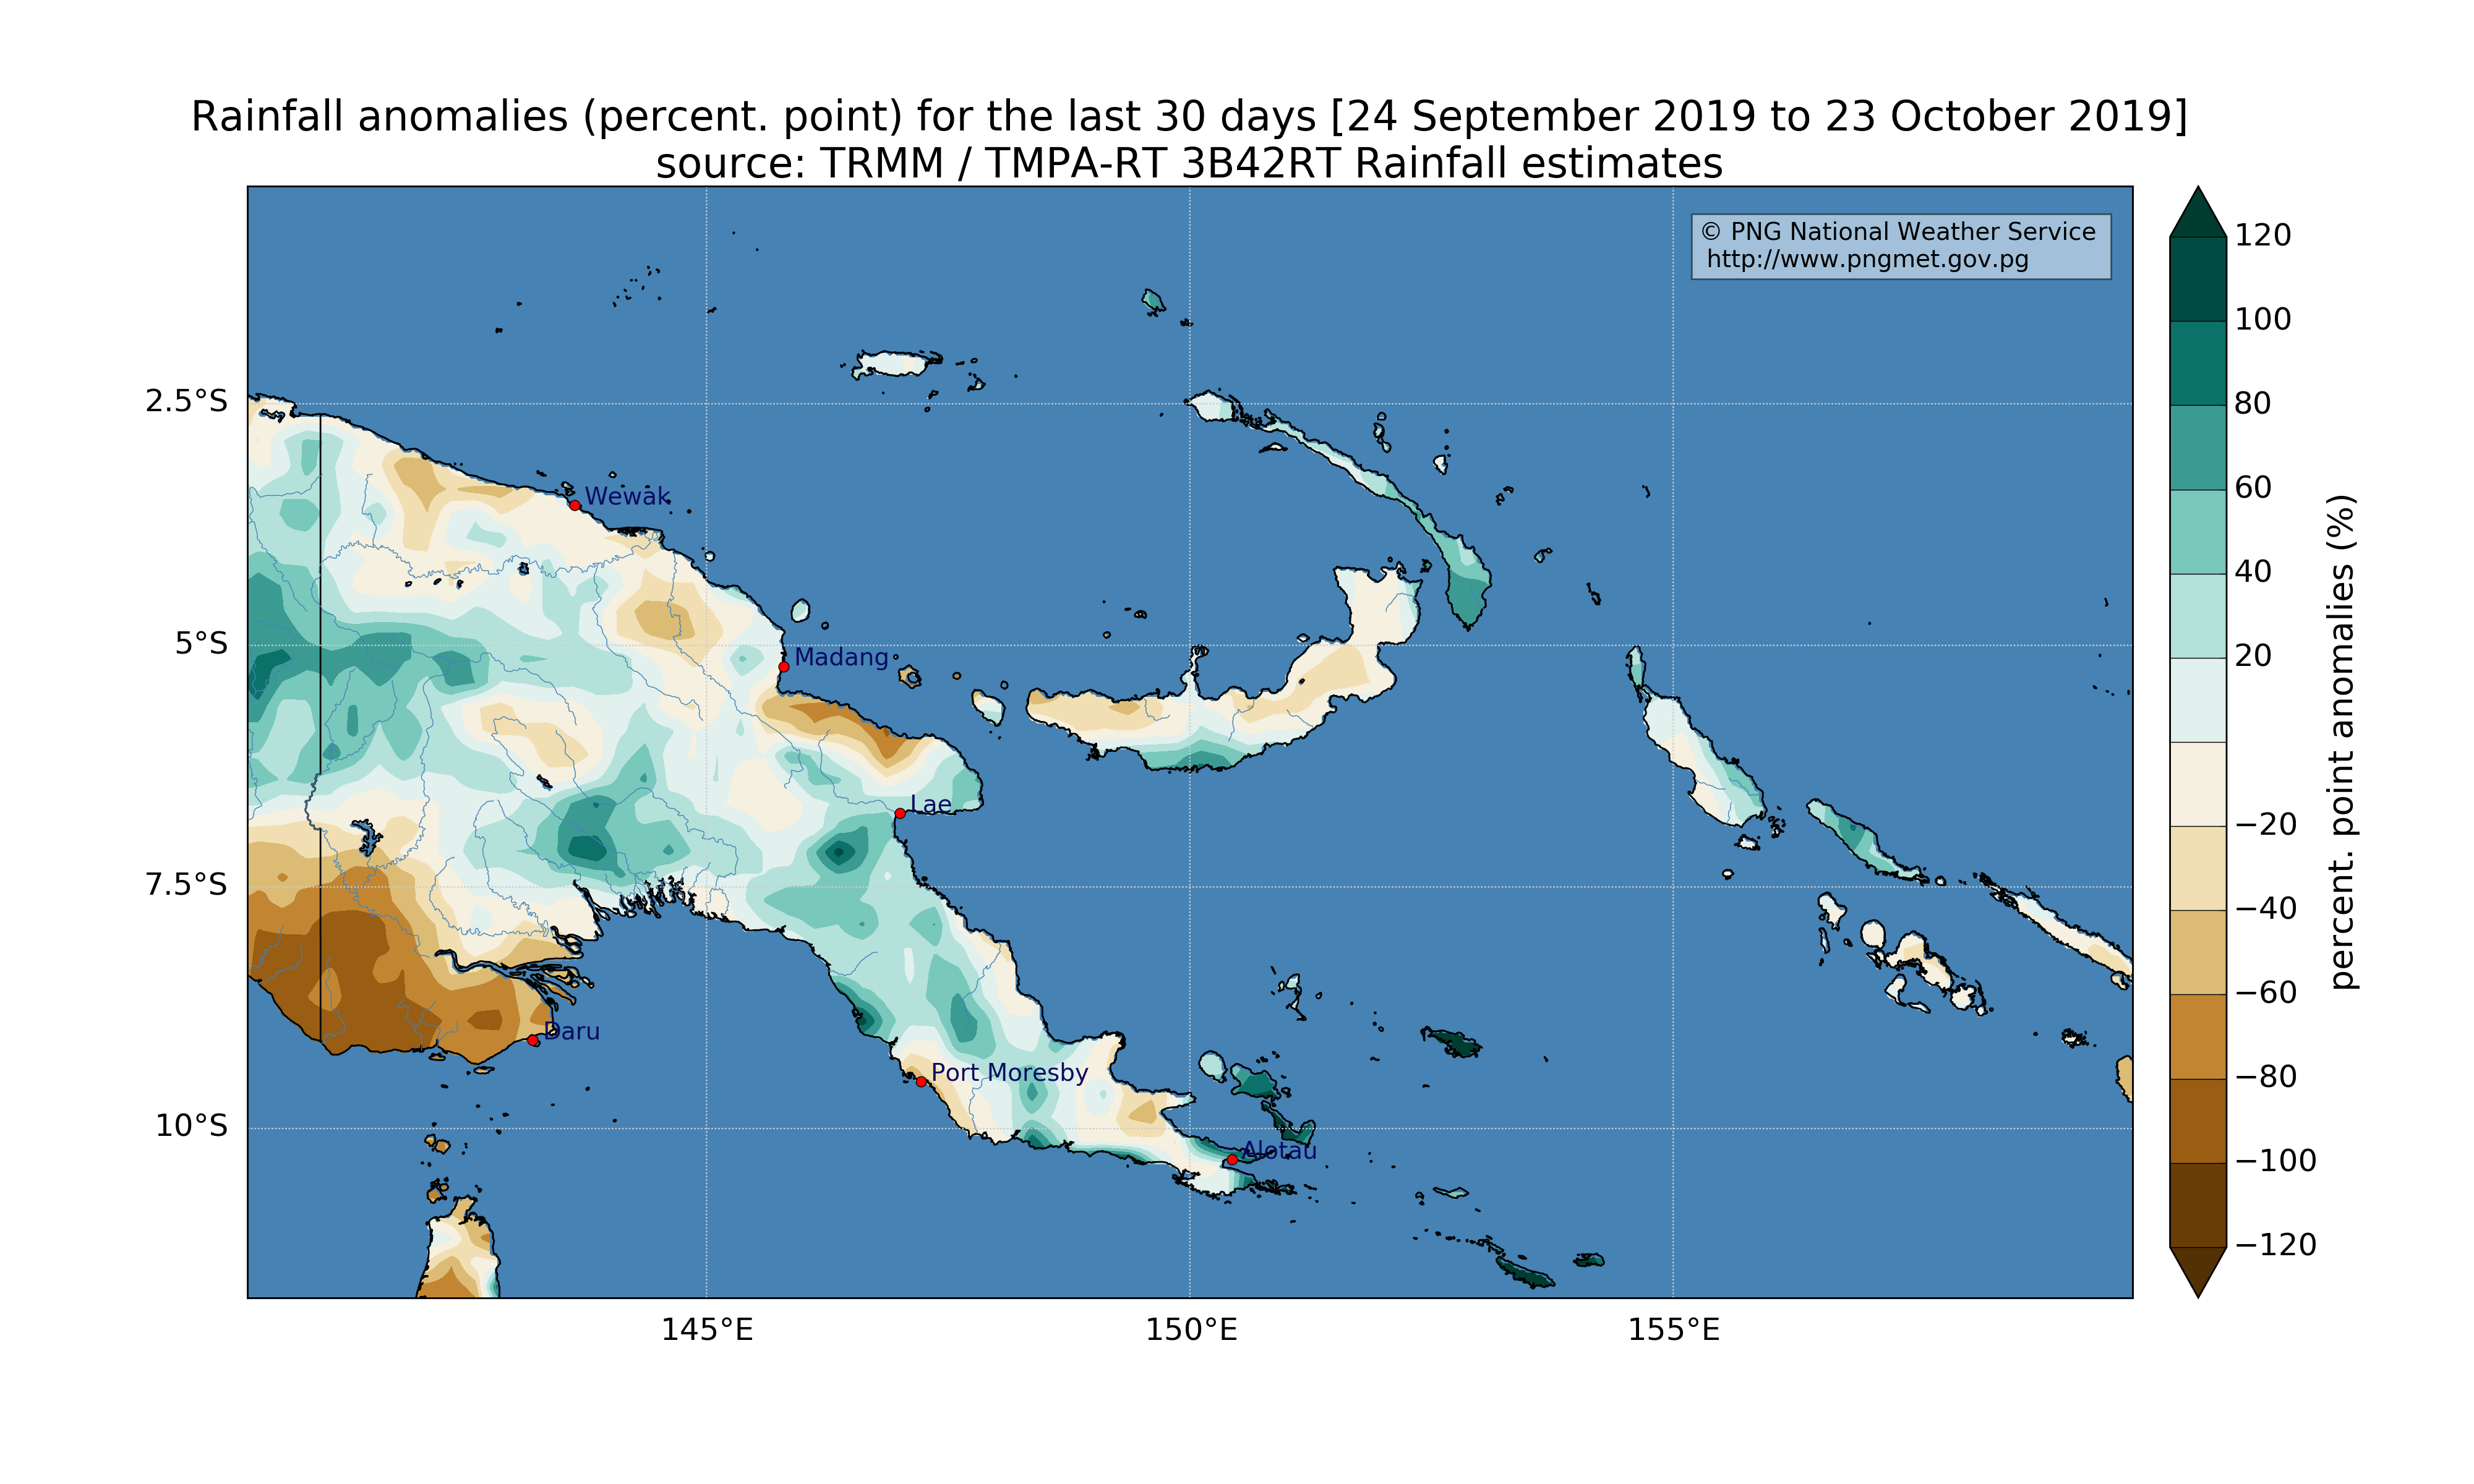 Rainfall anomalies (percent. point) for the last 30 days [24 September 2019 to 23 October 2019]
source: TRMM / TMPA-RT 3B42RT Rainfall estimates
© PNG National Weather Service
http://www.pngmet.gov.pg
2.5°S
5°S
7.5°S
10°S
Wewak
Madang
Lae
Daru
Port Moresby
Alotau
145°E
150°E
155°E
120
100
80
60
40
20
−20
−40
−60
−80
−100
−120
percent. point anomalies (%)